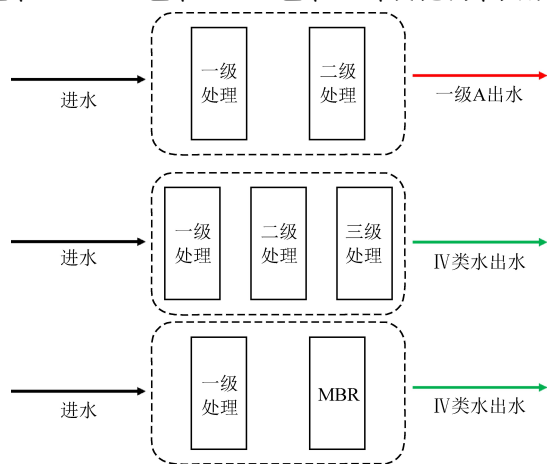 一级 二级
处理 处理
进水 一级A出水
一级 二级 三级
处理 处理 处理
进水 Ⅳ类水出水
一级
处理 MBR
进水 Ⅳ类水出水